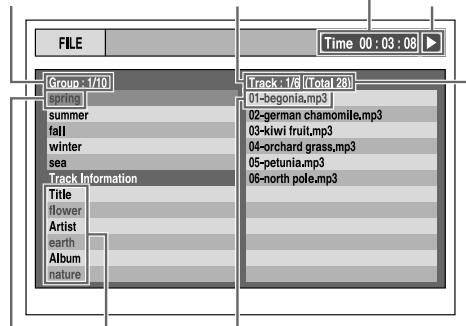 FILE
Time 00 : 03 : 08
Group : 1/10
Track : 1/6 (Total 28)
spring
01-begonia.mp3
summer
02-german chamomile.mp3
fall
03-kiwi fruit.mp3
winter
04-orchard grass.mp3
sea
05-petunia.mp3
Track Information
06-north pole.mp3
Title
flower
Artist
earth
Album
nature